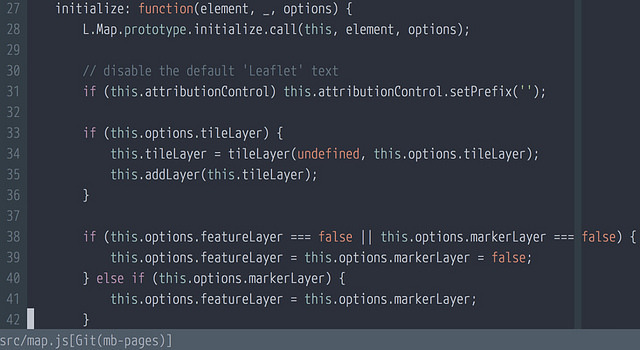 27 initialize: function(element, _, options) {
28 L.Map.prototype.initialize.call(this, element, options);
29
30 // disable the default 'Leaflet' text
31 if (this.attributionControl) this.attributionControl.setPrefix('');
32
33 if (this.options.tileLayer) {
34 this.tileLayer = tileLayer(undefined, this.options.tileLayer);
35 this.addLayer(this.tileLayer);
36 }
37
38 if (this.options.featureLayer === false || this.options.markerLayer === false) {
39 this.options.featureLayer = this.options.markerLayer = false;
40 } else if (this.options.markerLayer) {
41 this.options.featureLayer = this.options.markerLayer;
42 }
src/map.js[Git(mb-pages)]